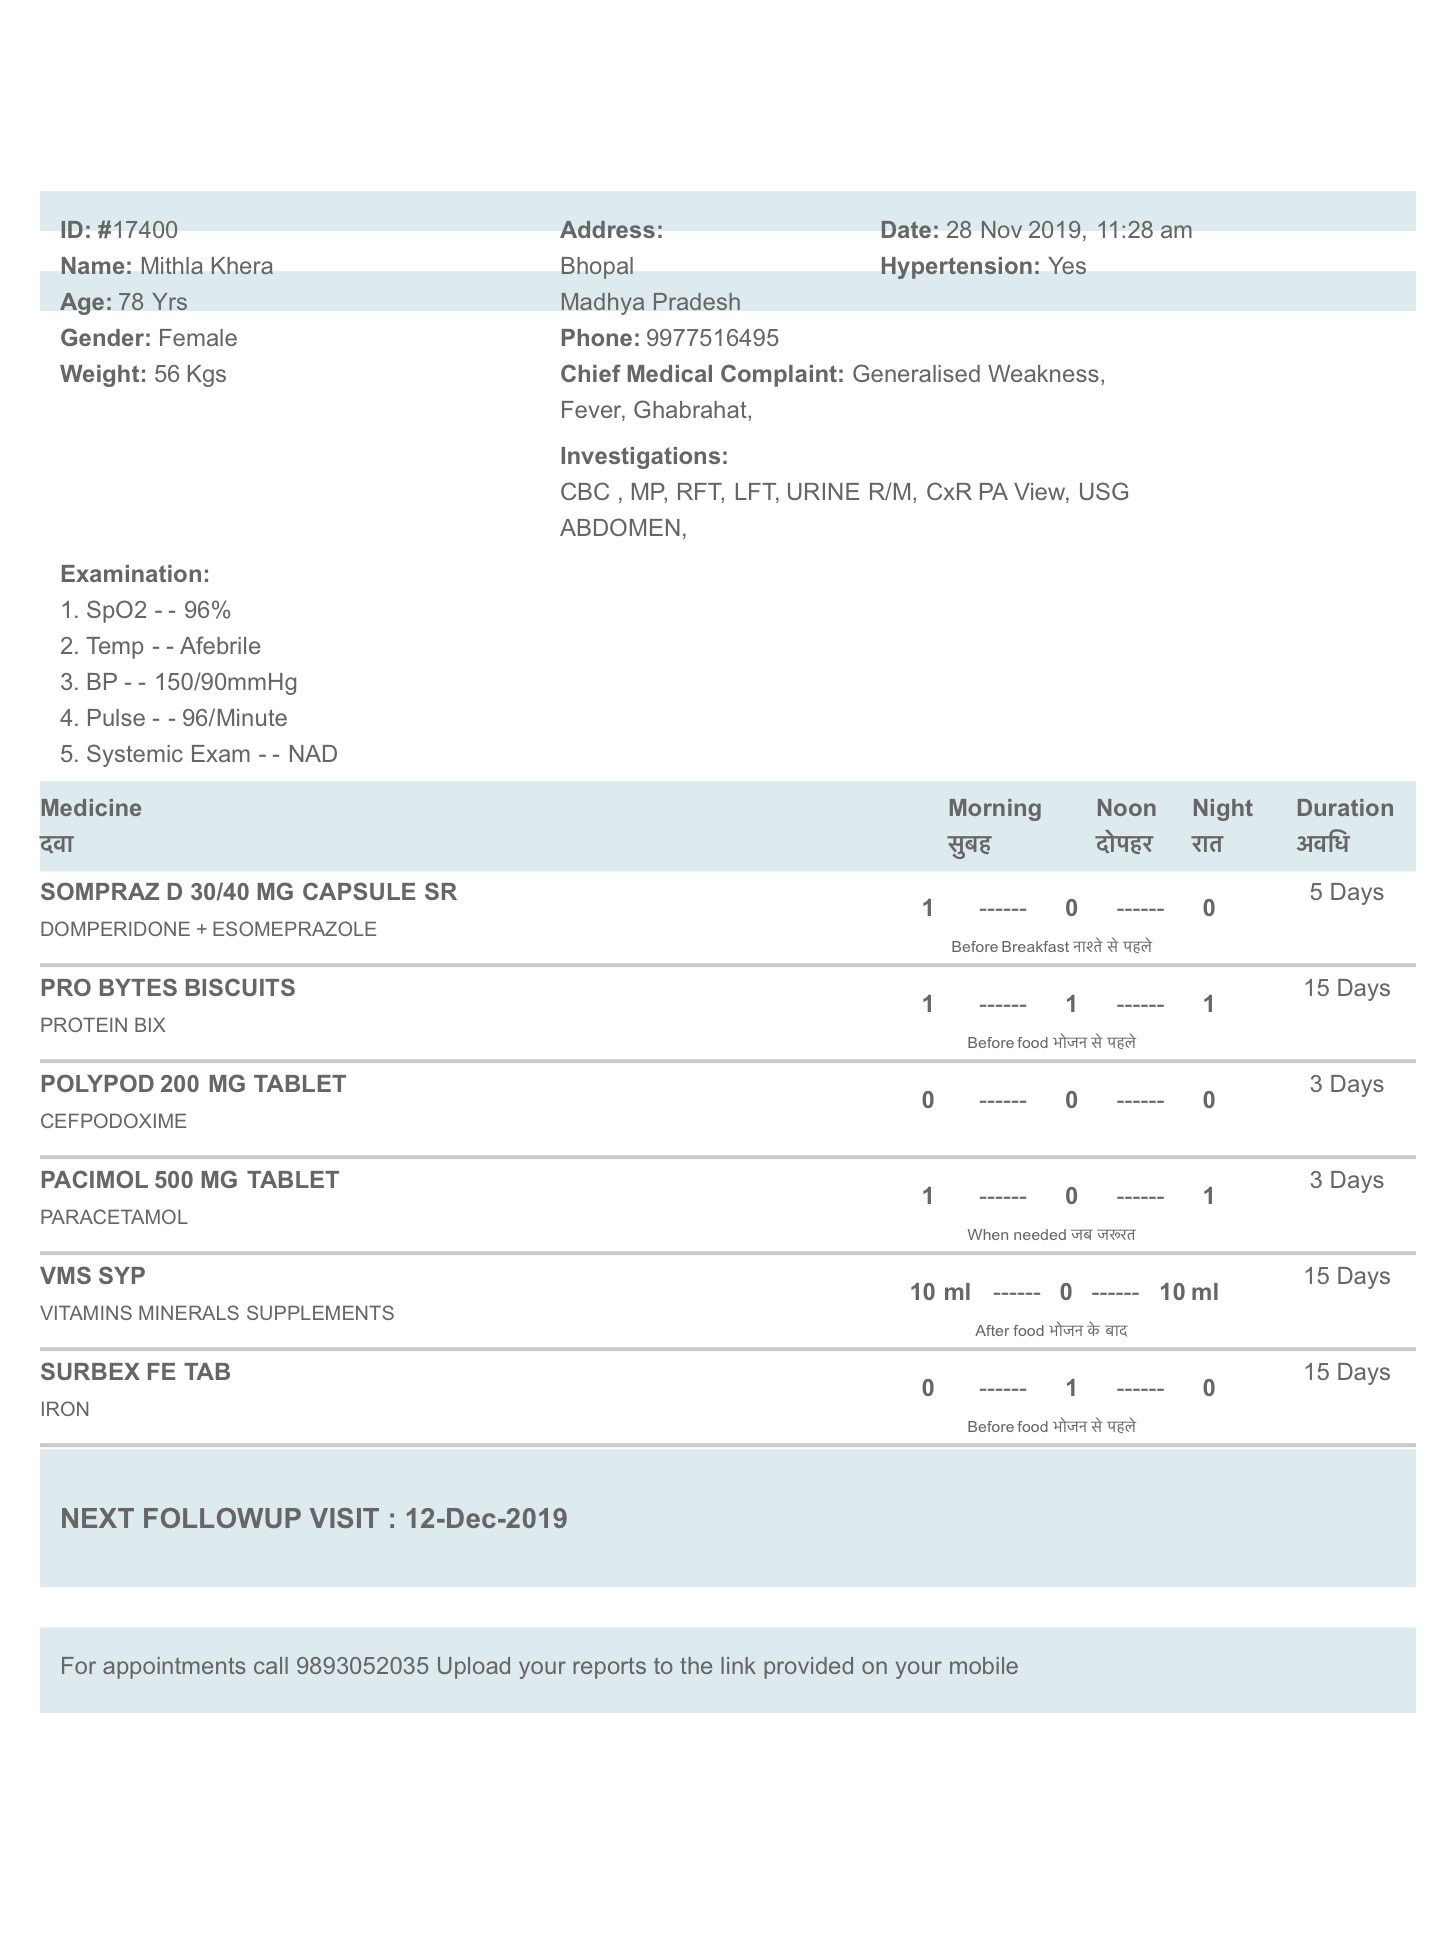 ID: #17400
Name: Mithla Khera
Age: 78 Yrs
Gender: Female
Weight: 56 Kgs
Address:
Bhopal
Madhya Pradesh
Phone: 9977516495
Chief Medical Complaint: Generalised Weakness,
Fever, Ghabrahat,
Investigations:
CBC , MP, RFT, LFT, URINE R/M, CxR PA View, USG
ABDOMEN,
Date: 28 Nov 2019, 11:28 am
Hypertension: Yes
Examination:
1. SpO2 - - 96%
2. Temp - - Afebrile
3. BP - - 150/90mmHg
4. Pulse - - 96/Minute
5. Systemic Exam - - NAD
Medicine Morning Noon Night Duration
दवा सुबह दोपहर रात अवधि
SOMPRAZ D 30/40 MG CAPSULE SR 5 Days
1 ------ 0 ------ 0
DOMPERIDONE + ESOMEPRAZOLE
Before Breakfast नाश्ते से पहले
PRO BYTES BISCUITS 15 Days
1 ------ 1 ------ 1
PROTEIN BIX
Before food भोजन से पहले
POLYPOD 200 MG TABLET 3 Days
0 ------ 0 ------ 0
CEFPODOXIME
PACIMOL 500 MG TABLET 3 Days
1 ------ 0 ------ 1
PARACETAMOL
When needed जब जरूरत
VMS SYP 15 Days
10 ml ------ 0 ------ 10 ml
VITAMINS MINERALS SUPPLEMENTS
After food भोजन के बाद
SURBEX FE TAB 15 Days
0 ------ 1 ------ 0
IRON
Before food भोजन से पहले
NEXT FOLLOWUP VISIT : 12-Dec-2019
For appointments call 9893052035 Upload your reports to the link provided on your mobile